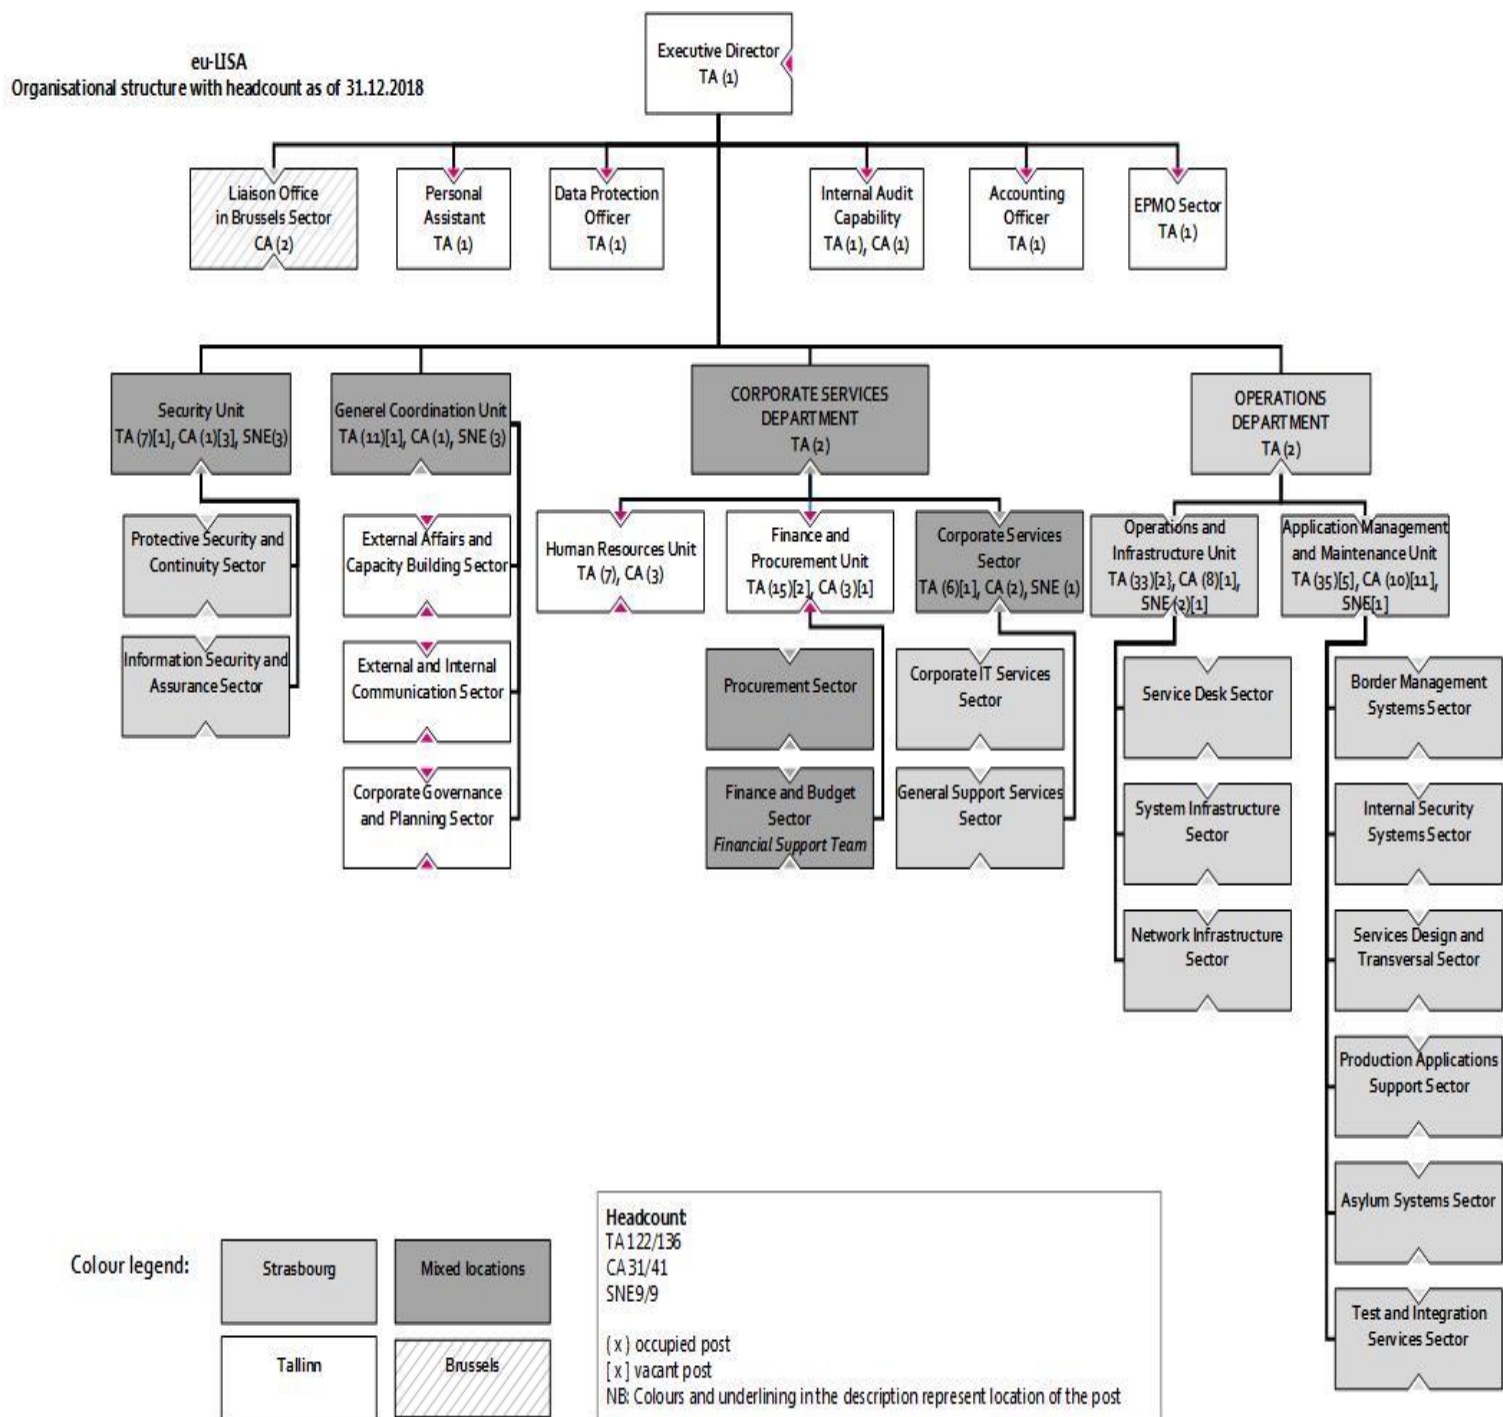 eu-LISA
Organisational structure with headcount as of 31.12.2018
Executive Director
TA (1)
Liaison Office
in Brussels Sector
CA (2)
Personal
Assistant
TA (1)
Data Protection
Officer
TA (1)
Internal Audit
Capability
TA (1), CA (1)
Accounting
Officer
TA (1)
EPMO Sector
TA (1)
Security Unit
TA (7)[1], CA (1)[3], SNE(3)
Generel Coordination Unit
TA (11)[1], CA (1), SNE (3)
CORPORATE SERVICES
DEPARTMENT
TA (2)
OPERATIONS
DEPARTMENT
TA (2)
Protective Security and
Continuity Sector
Information Security and
Assurance Sector
External Affairs and
Capacity Building Sector
External and Internal
Communication Sector
Corporate Governance
and Planning Sector
Human Resources Unit
TA (7), CA (3)
Finance and
Procurement Unit
TA (15)[2], CA (3)[1]
Corporate Services
Sector
TA (6)[1], CA (2), SNE (1)
Procurement Sector
Finance and Budget
Sector
Financial Support Team
Corporate IT Services
Sector
General Support Services
Sector
Operations and
Infrastructure Unit
TA (33)[2}, CA (8)[1],
SNE (2)[1]
Application Management
and Maintenance Unit
TA (35)[5], CA (10)[11],
SNE[1]
Service Desk Sector
System Infrastructure
Sector
Network Infrastructure
Sector
Border Management
Systems Sector
Internal Security
Systems Sector
Services Design and
Transversal Sector
Production Applications
Support Sector
Asylum Systems Sector
Test and Integration
Services Sector
Colour legend:
Strasbourg
Mixed locations
Tallinn
Brussels
Headcount
TA 122/136
CA 31/41
SNE 9/9
( x ) occupied post
[ x ] vacant post
NB: Colours and underlining in the description represent location of the post